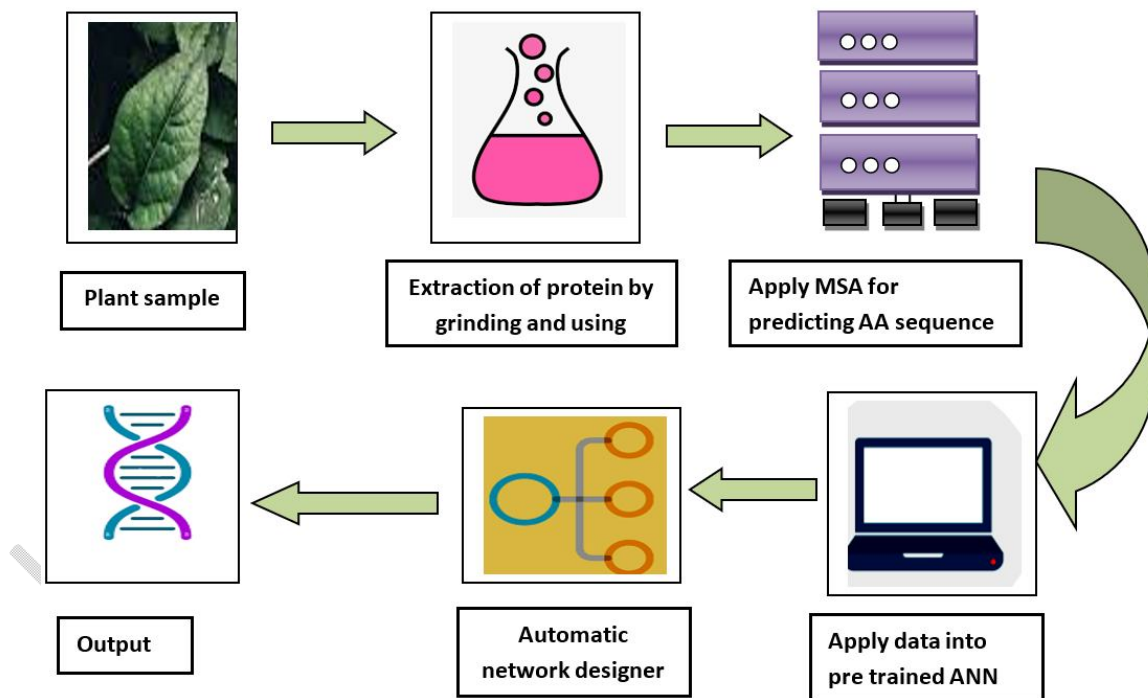 Plant sample
Extraction of protein by
grinding and using
Apply MSA for
predicting AA sequence
Output
Automatic
network designer
Apply data into
pre trained ANN